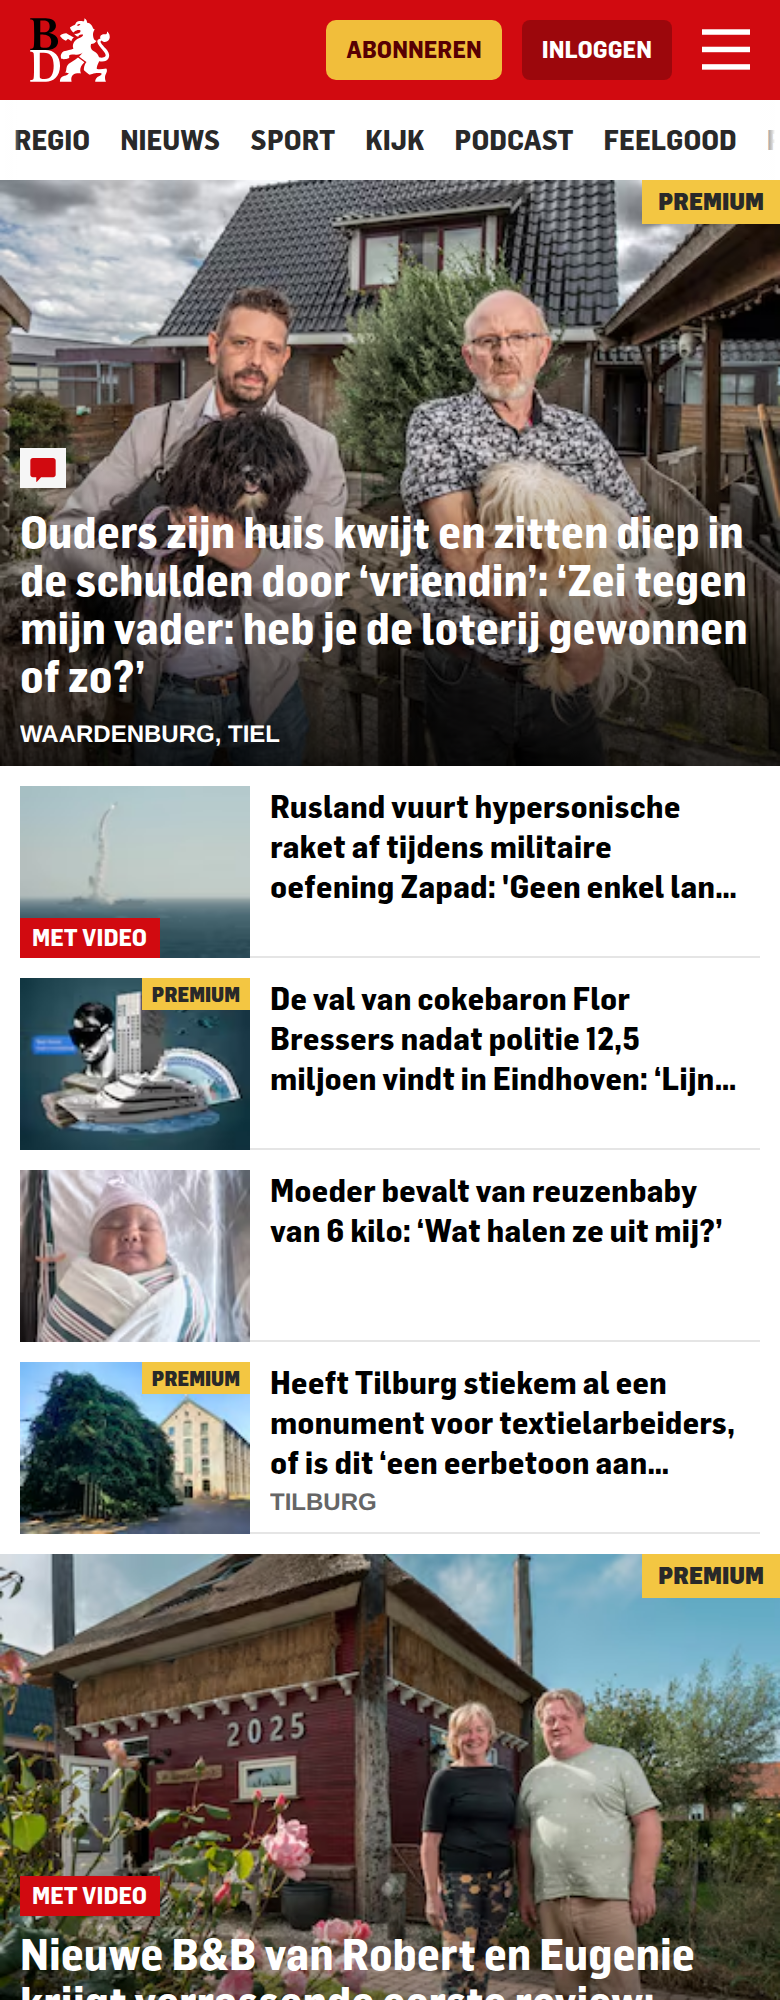 BD
ABONNEREN
INLOGGEN
REGIO NIEUWS SPORT KIJK PODCAST FEELGOOD
PREMIUM
Ouders zijn huis kwijt en zitten diep in
de schulden door ‘vriendin’: ‘Zei tegen
mijn vader: heb je de loterij gewonnen
of zo?’
WAARDENBURG, TIEL
Rusland vuurt hypersonische
raket af tijdens militaire
oefening Zapad: 'Geen enkel lan...
MET VIDEO
PREMIUM
De val van cokebaron Flor
Bressers nadat politie 12,5
miljoen vindt in Eindhoven: ‘Lijn...
Moeder bevalt van reuzenbaby
van 6 kilo: ‘Wat halen ze uit mij?’
PREMIUM
Heeft Tilburg stiekem al een
monument voor textielarbeiders,
of is dit ‘een eerbetoon aan...
TILBURG
PREMIUM
2025
MET VIDEO
Nieuwe B&B van Robert en Eugenie
krijgt verrassende eerste review: